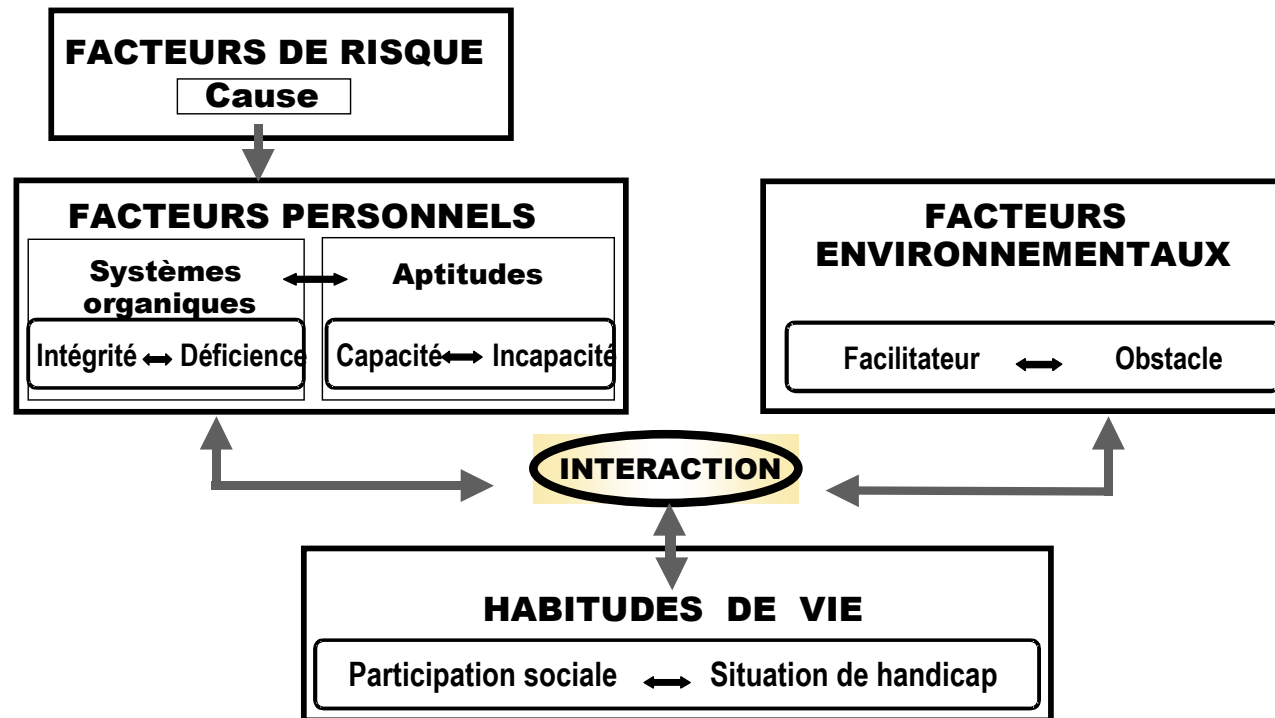 FACTEURS DE RISQUE
Cause
FACTEURS PERSONNELS
Systèmes
organiques
Aptitudes
Intégrité Déficience
Capacité Incapacité
FACTEURS
ENVIRONNEMENTAUX
Facilitateur Obstacle
INTERACTION
HABITUDES DE VIE
Participation sociale Situation de handicap